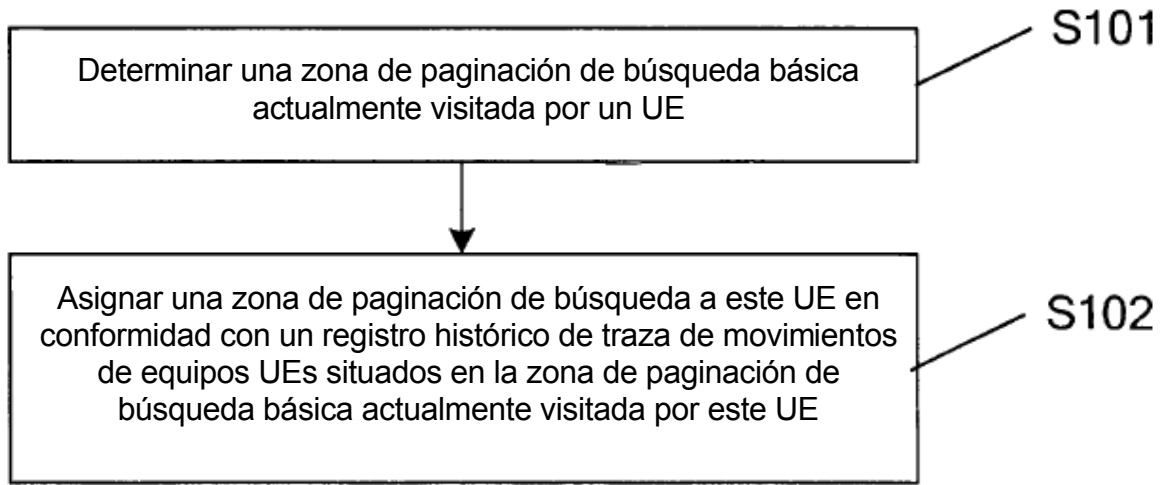 S101
Determinar una zona de paginación de búsqueda básica
actualmente visitada por un UE
Asignar una zona de paginación de búsqueda a este UE en
conformidad con un registro histórico de traza de movimientos
de equipos UEs situados en la zona de paginación de
búsqueda básica actualmente visitada por este UE
S102